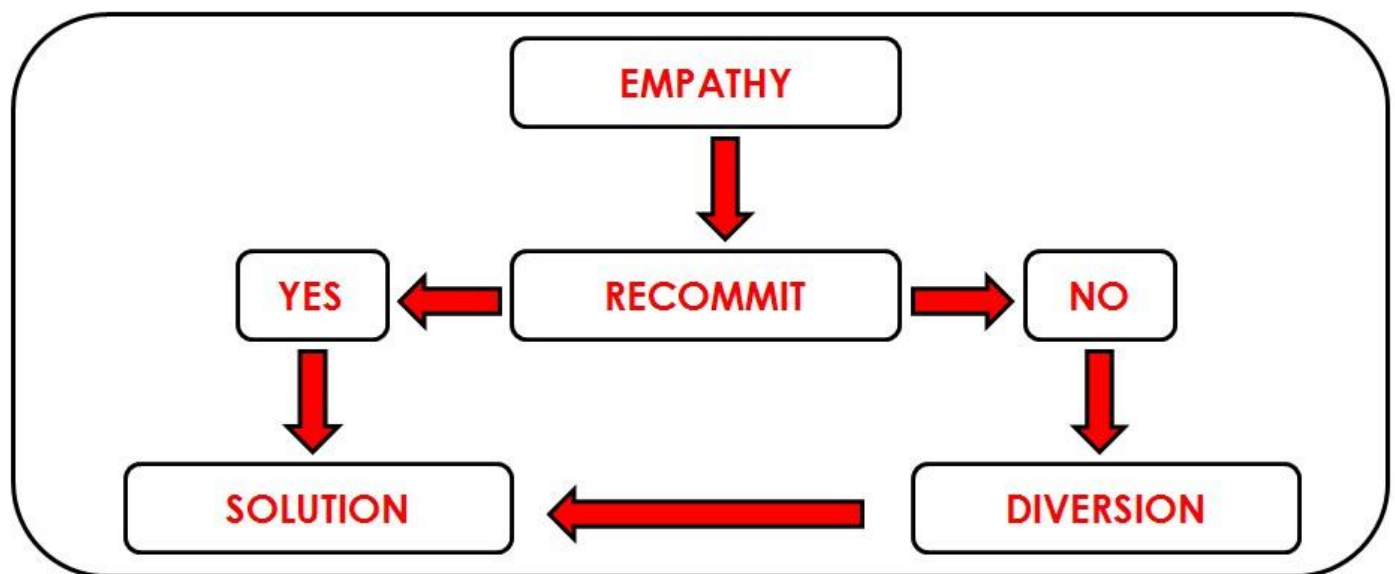 EMPATHY
YES
RECOMMIT
NO
SOLUTION
DIVERSION